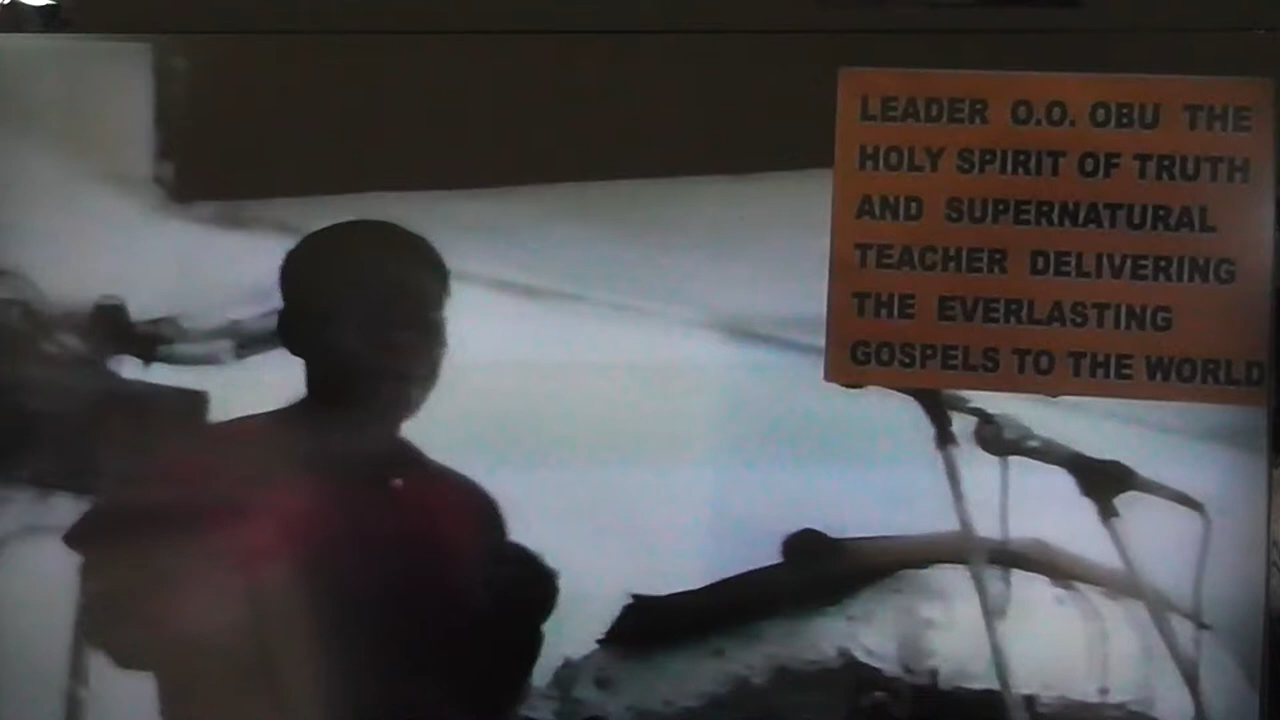 LEADER O.O. OBU THE
HOLY SPIRIT OF TRUTH
AND SUPERNATURAL
TEACHER DELIVERING
THE EVERLASTING
GOSPELS TO THE WORLD